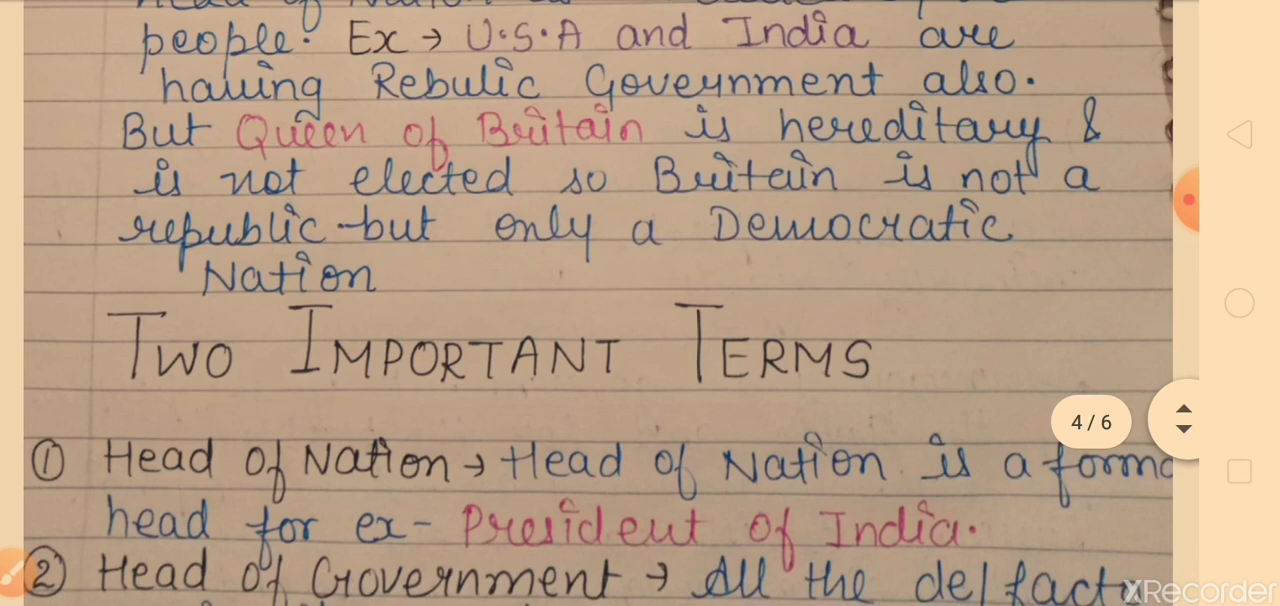 people. Ex → U.S.A and India are
having Rebulic Government also.
But Queen of Britain is hereditary &
is not elected so Britain is not a
republic but only a Democratic
Nation
TWO IMPORTANT TERMS
① Head of Nation → Head of Nation is a forma
head for ex- President of India.
② Head of Government → All the de/facto
4/6
XRecorder